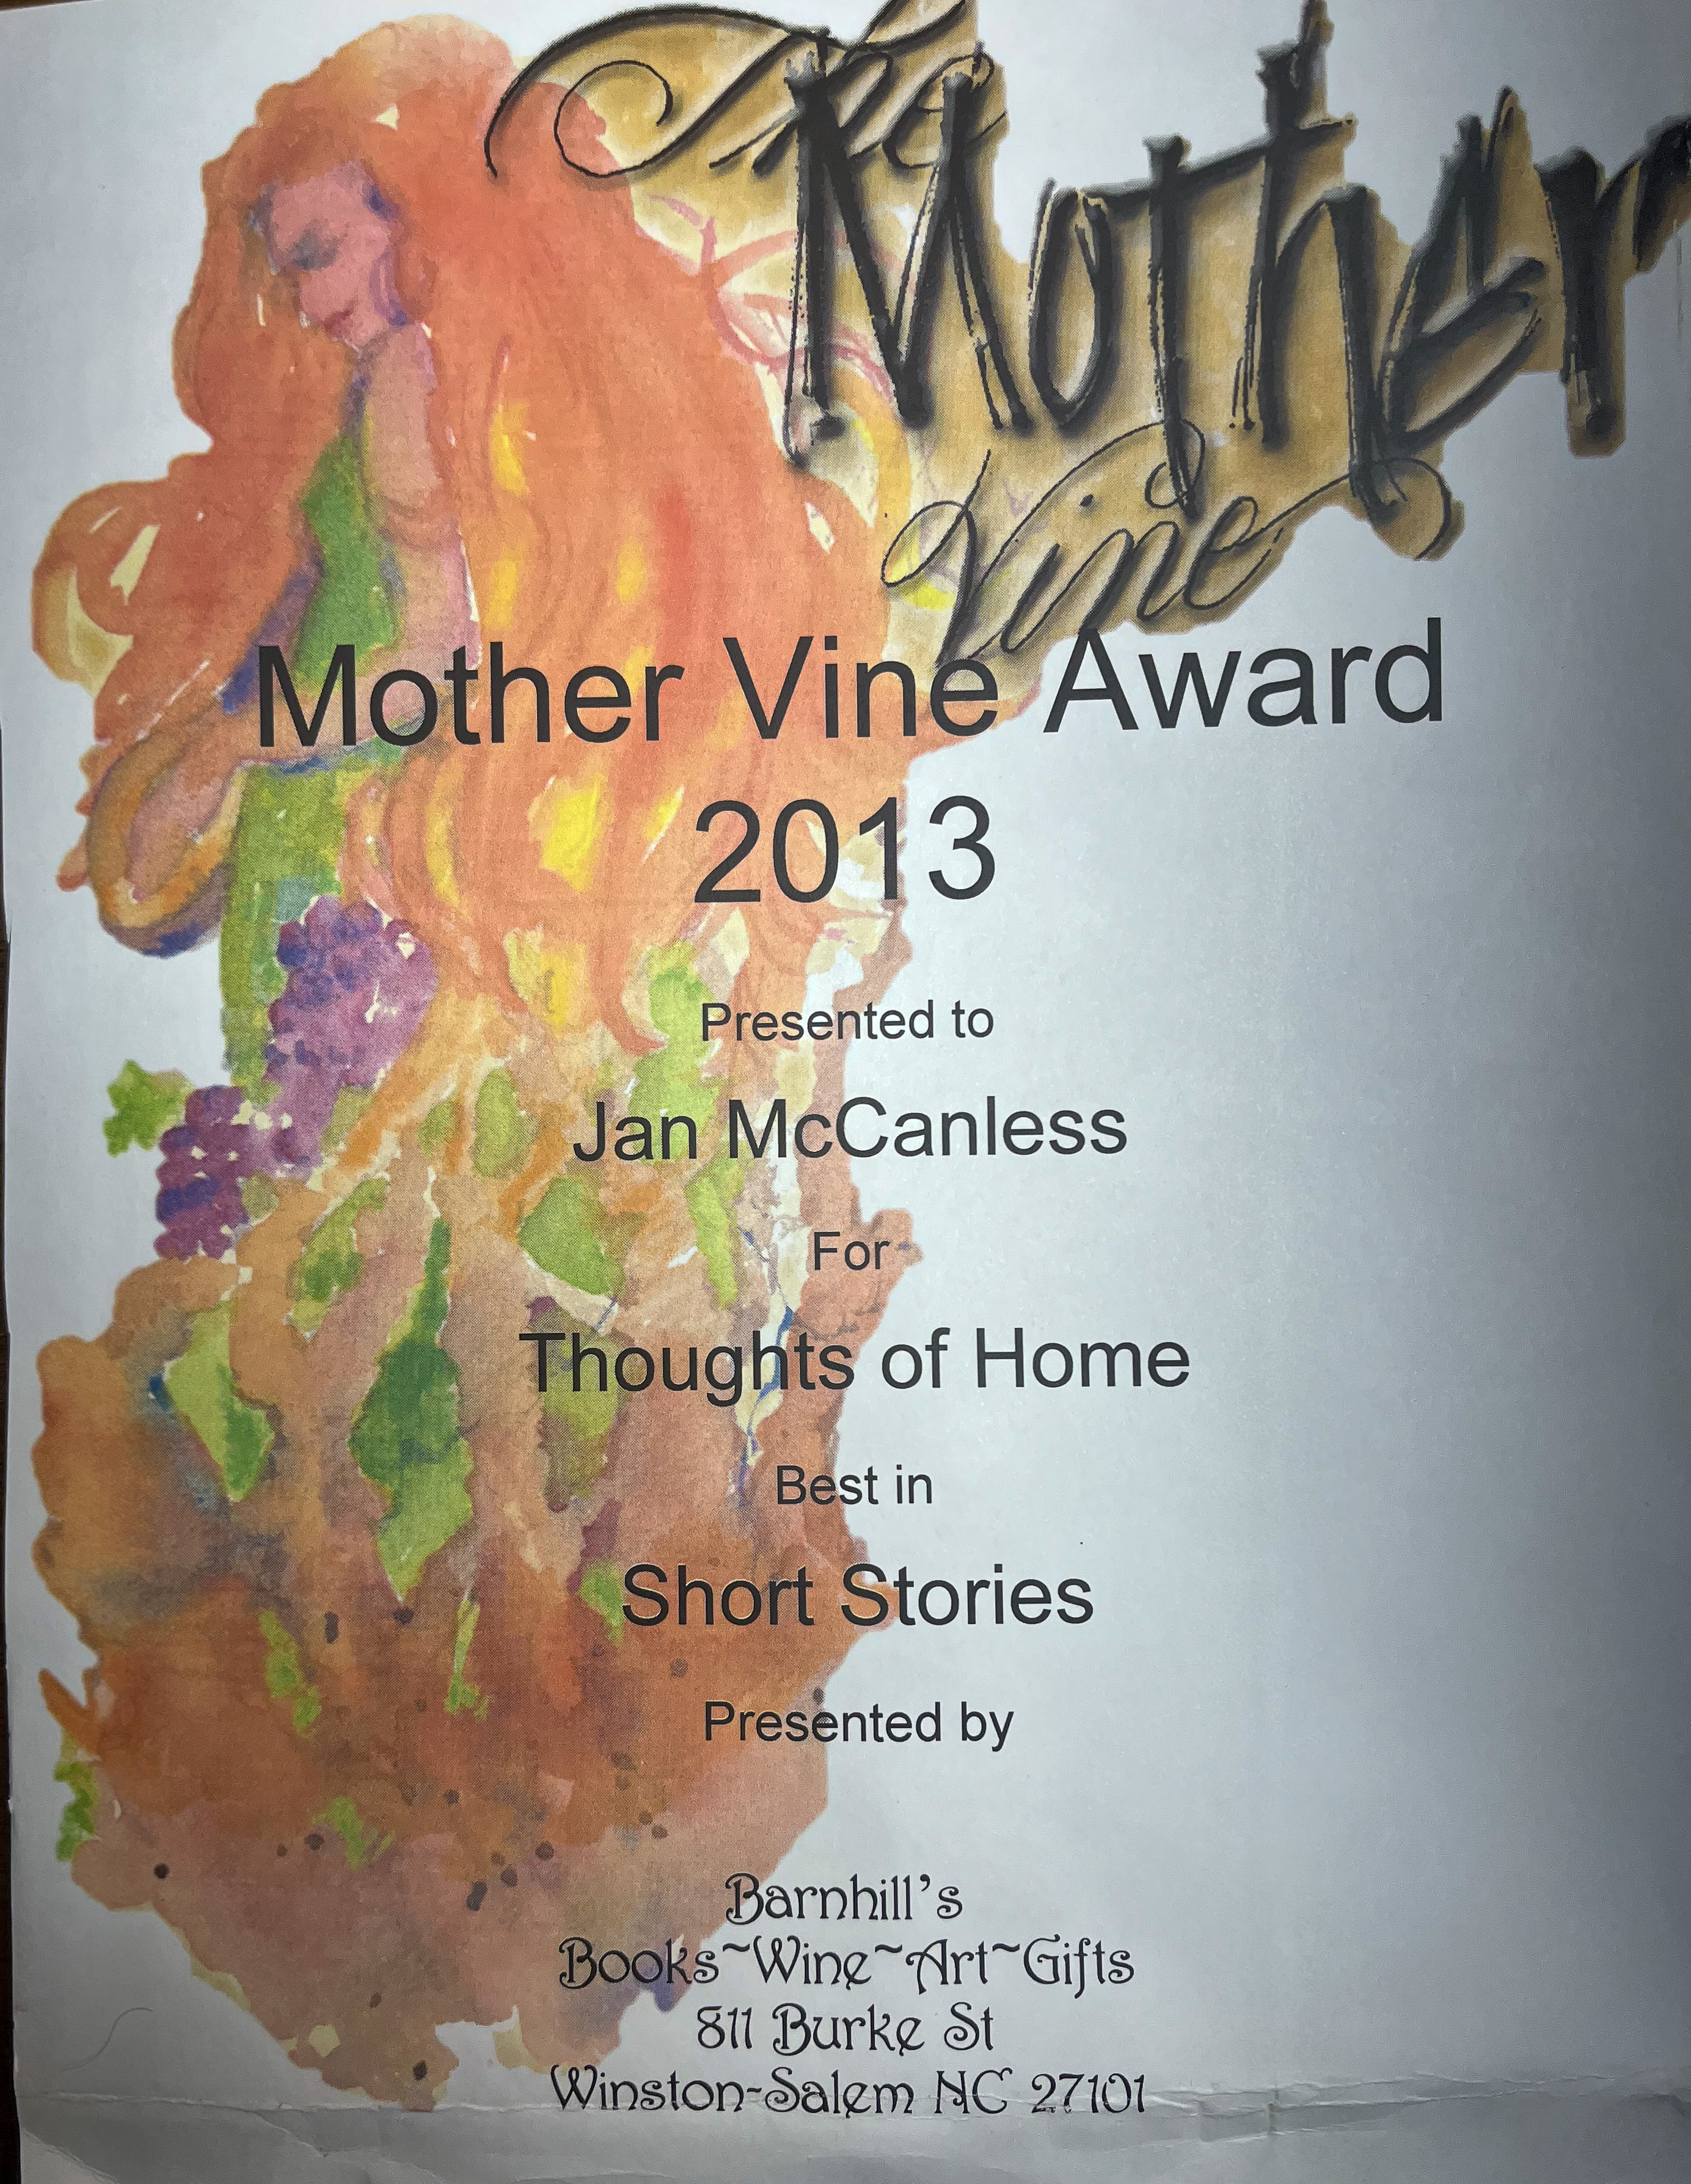 The
Mother
Vine
Mother Vine Award
2013
Presented to
Jan McCanless
For
Thoughts of Home
Best in
Short Stories
Presented by
Barnhill's
Books~Wine~Art~Gifts
811 Burke St
Winston-Salem NC 27101